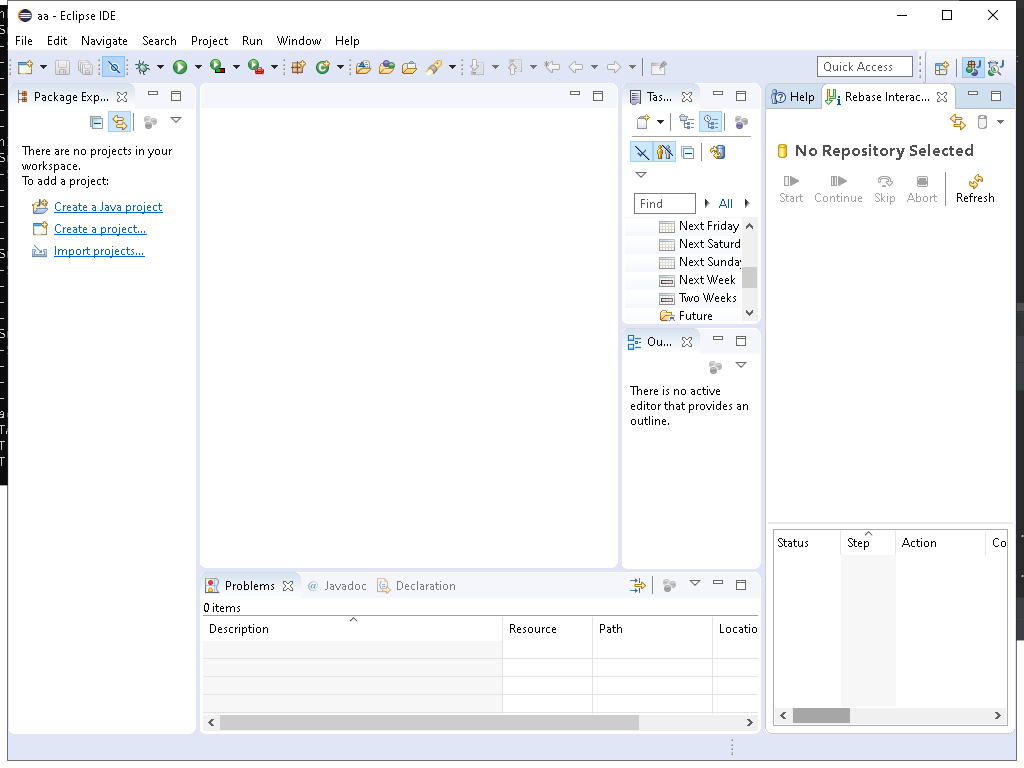 aa - Eclipse IDE
File Edit Navigate Search Project Run Window Help
Quick Access
Package Exp...
There are no projects in your
workspace.
To add a project:
Create a Java project
Create a project...
Import projects...
Tas...
Find
All
Next Friday
Next Saturd
Next Sunday
Next Week
Two Weeks
Future
Ou...
There is no active
editor that provides an
outline.
Help
Rebase Interac...
No Repository Selected
Start Continue Skip Abort Refresh
Status Step Action Co
Problems Javadoc Declaration
0 items
Description Resource Path Locatio